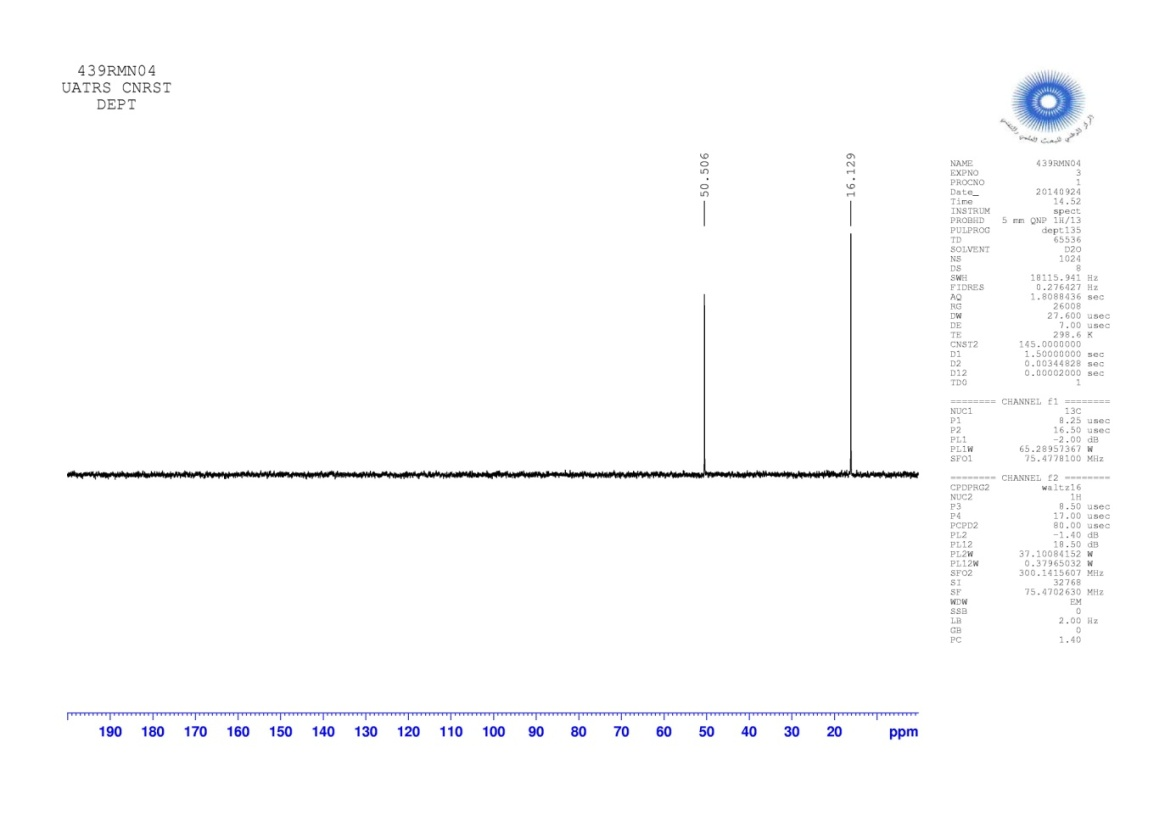 439RMN04
UATRS CNRST
DEPT
50.506
16.129
NAME 439RMN04
EXPNO 3
PROCNO 1
Date_ 20140924
Time 14.52
INSTRUM spect
PROBHD 5 mm QNP 1H/13
PULPROG dept135
TD 65536
SOLVENT D2O
NS 1024
DS 8
SWH 18115.941 Hz
FIDRES 0.276427 Hz
AQ 1.8088436 sec
RG 26008
DW 27.600 usec
DE 7.00 usec
TE 298.6 K
CNST2 145.0000000
D1 1.50000000 sec
D2 0.00344828 sec
D12 0.00002000 sec
TD0 1
======== CHANNEL f1 ========
NUC1 13C
P1 8.25 usec
P2 16.50 usec
PL1 -2.00 dB
PL1W 65.28957367 W
SFO1 75.4778100 MHz
======== CHANNEL f2 ========
CPDPRG2 waltz16
NUC2 1H
P3 8.50 usec
P4 17.00 usec
PCPD2 80.00 usec
PL2 -1.40 dB
PL12 18.50 dB
PL2W 37.10084152 W
PL12W 0.37965032 W
SFO2 300.1415607 MHz
SI 32768
SF 75.4702630 MHz
WDW EM
SSB 0
LB 2.00 Hz
GB 0
PC 1.40
190 180 170 160 150 140 130 120 110 100 90 80 70 60 50 40 30 20 ppm